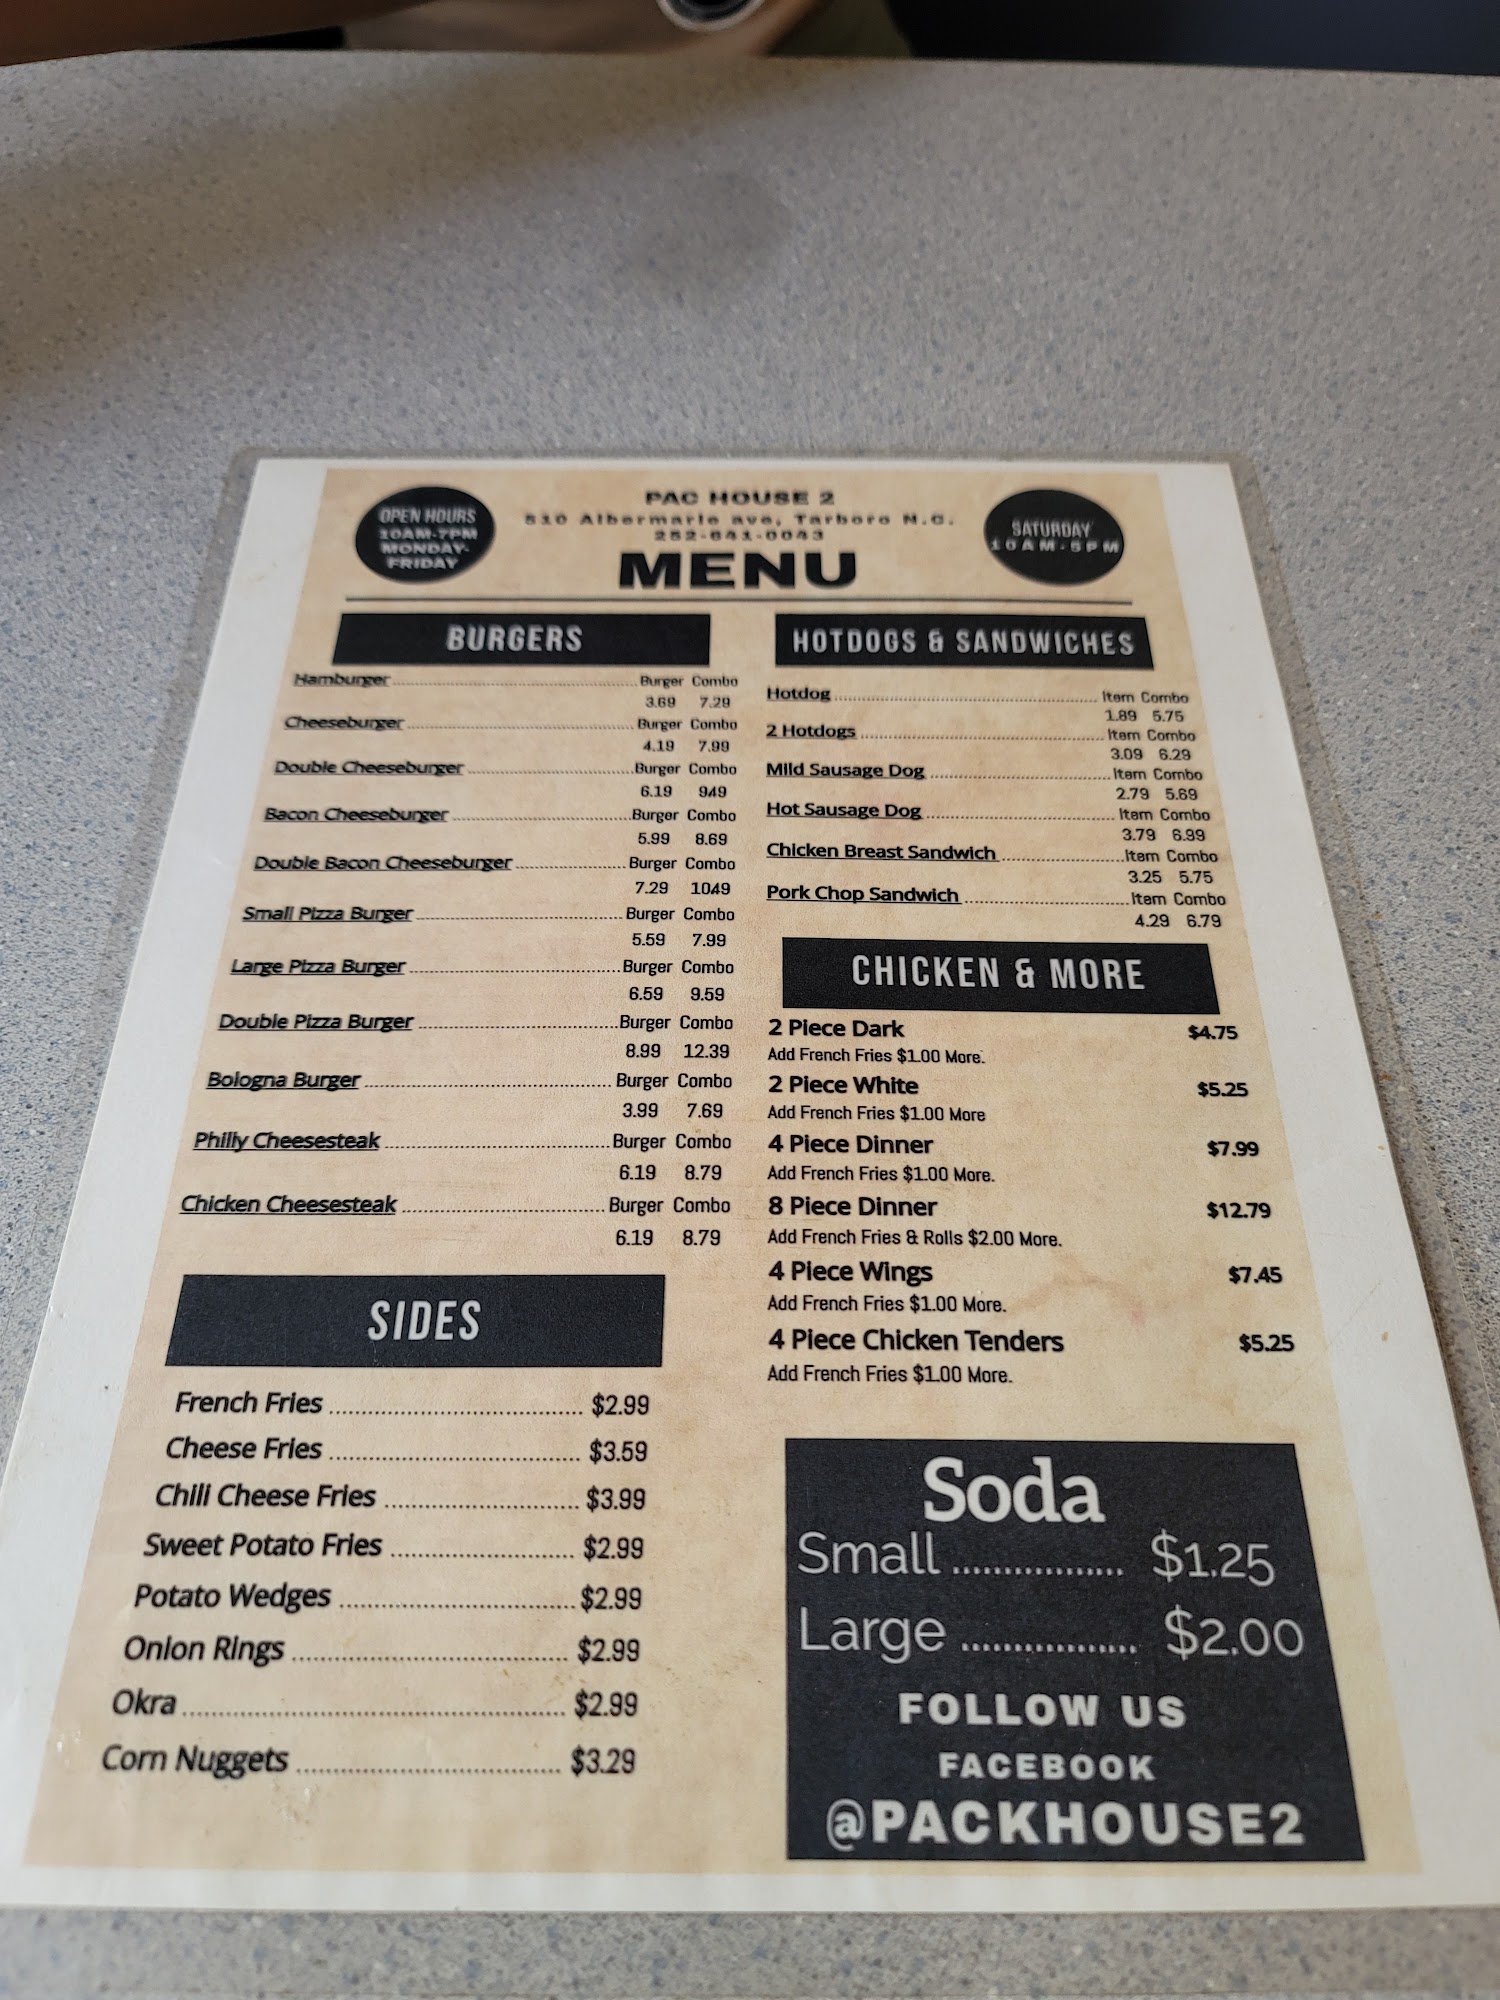 OPEN HOURS
10AM-7PM
MONDAY-
FRIDAY
PAC HOUSE 2
510 Albermarle ave, Tarboro N.C.
252-641-0043
MENU
SATURDAY
10AM-5PM
BURGERS
Hamburger Burger Combo
3.69 7.29
Cheeseburger Burger Combo
4.19 7.99
Double Cheeseburger Burger Combo
6.19 949
Bacon Cheeseburger Burger Combo
5.99 8.69
Double Bacon Cheeseburger Burger Combo
7.29 1049
Small Pizza Burger Burger Combo
5.59 7.99
Large Pizza Burger Burger Combo
6.59 9.59
Double Pizza Burger Burger Combo
8.99 12.39
Bologna Burger Burger Combo
3.99 7.69
Philly Cheesesteak Burger Combo
6.19 8.79
Chicken Cheesesteak Burger Combo
6.19 8.79
SIDES
French Fries $2.99
Cheese Fries $3.59
Chili Cheese Fries $3.99
Sweet Potato Fries $2.99
Potato Wedges $2.99
Onion Rings $2.99
Okra $2.99
Corn Nuggets $3.29
HOTDOGS & SANDWICHES
Hotdog Item Combo
1.89 5.75
2 Hotdogs Item Combo
3.09 6.29
Mild Sausage Dog Item Combo
2.79 5.69
Hot Sausage Dog Item Combo
3.79 6.99
Chicken Breast Sandwich Item Combo
3.25 5.75
Pork Chop Sandwich Item Combo
4.29 6.79
CHICKEN & MORE
2 Piece Dark $4.75
Add French Fries $1.00 More.
2 Piece White $5.25
Add French Fries $1.00 More
4 Piece Dinner $7.99
Add French Fries $1.00 More.
8 Piece Dinner $12.79
Add French Fries & Rolls $2.00 More.
4 Piece Wings $7.45
Add French Fries $1.00 More.
4 Piece Chicken Tenders $5.25
Add French Fries $1.00 More.
Soda
Small $1.25
Large $2.00
FOLLOW US
FACEBOOK
@PACKHOUSE2